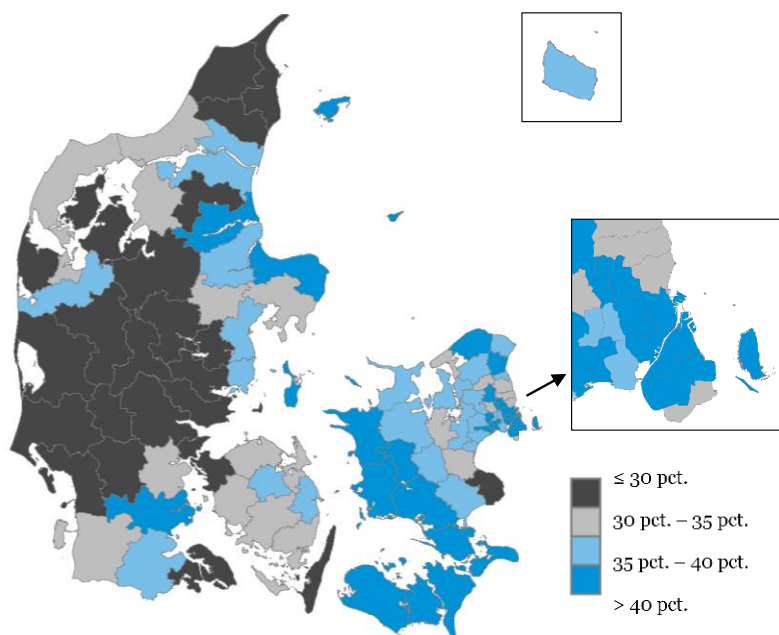 ≤ 30 pct.
30 pct. – 35 pct.
35 pct. – 40 pct.
> 40 pct.